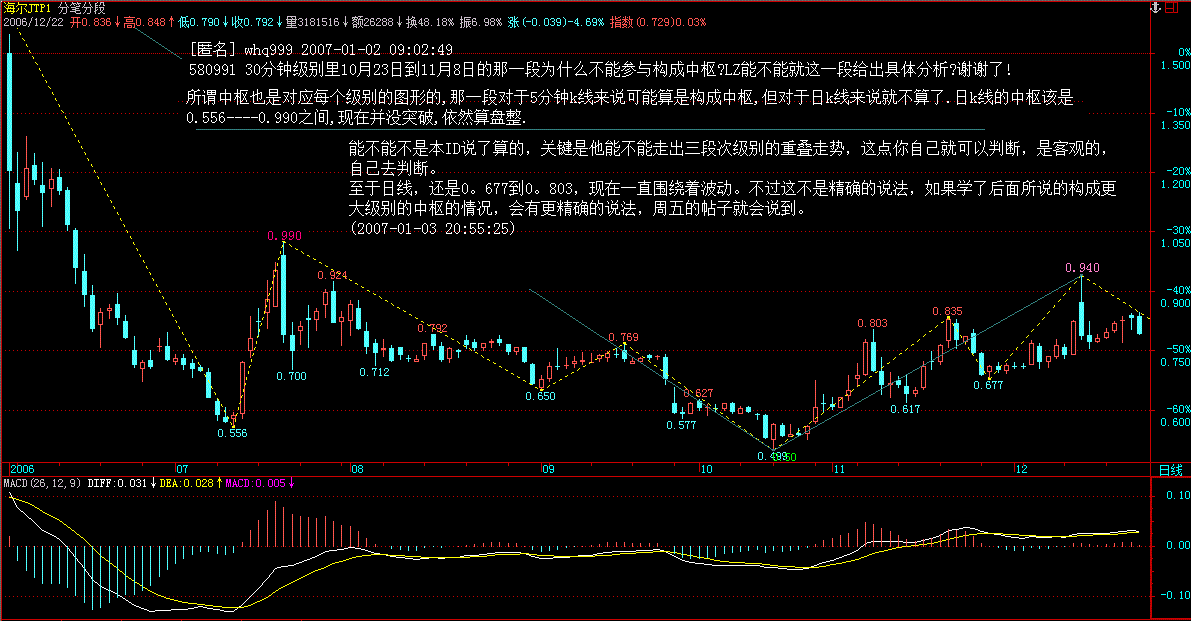 海尔JTP1 分笔分段
2006/12/22 开0.836↓高0.848↑低0.790↓收0.792↓量3181516↓额26288↓换48.18% 振6.98% 涨(-0.039)-4.69% 指数(0.729)0.03%
[匿名] whq999 2007-01-02 09:02:49
580991 30分钟级别里10月23日到11月8日的那一段为什么不能参与构成中枢?LZ能不能就这一段给出具体分析?谢谢了!
所谓中枢也是对应每个级别的图形的,那一段对于5分钟k线来说可能算是构成中枢,但对于日k线来说就不算了.日k线的中枢该是
0.556----0.990之间,现在并没突破,依然算盘整.
能不能不是本ID说了算的，关键是他能不能走出三段次级别的重叠走势，这点你自己就可以判断，是客观的，
自己去判断。
至于日线，还是0。677到0。803，现在一直围绕着波动。不过这不是精确的说法，如果学了后面所说的构成更
大级别的中枢的情况，会有更精确的说法，周五的帖子就会说到。
(2007-01-03 20:55:25)
0%
1.500
-10%
1.350
-20%
1.200
-30%
1.050
-40%
0.900
-50%
0.750
-60%
0.600
0.990
0.924
0.792
0.769
0.627
0.803
0.835
0.940
0.700
0.712
0.650
0.556
0.577
0.499
0.617
0.677
2006 07 08 09 10 11 12 日线
MACD(26,12,9) DIFF:0.031↓DEA:0.028↑MACD:0.005↓
0.10
0.00
-0.10